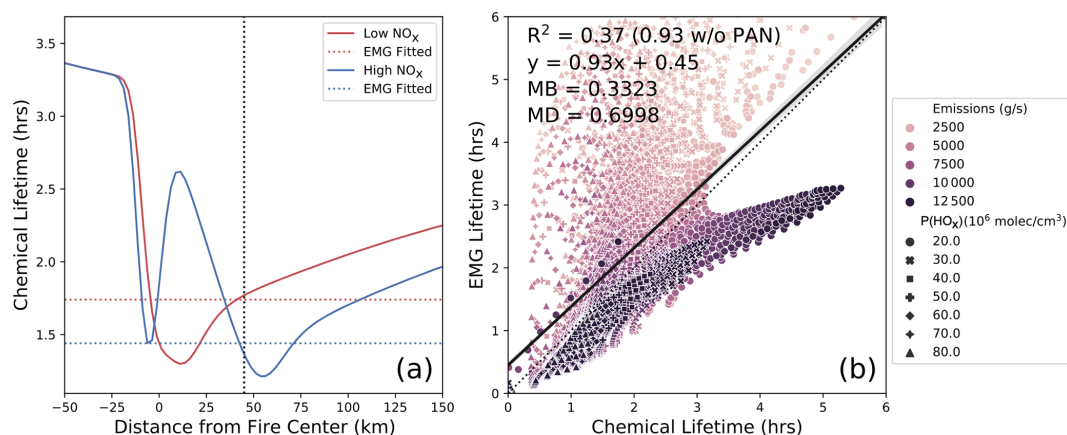 Chemical Lifetime (hrs)
3.5
3.0
2.5
2.0
1.5
Low NOx
EMG Fitted
High NOx
EMG Fitted
(a)
−50 −25 0 25 50 75 100 125 150
Distance from Fire Center (km)
EMG Lifetime (hrs)
6
5
4
3
2
1
0
R² = 0.37 (0.93 w/o PAN)
y = 0.93x + 0.45
MB = 0.3323
MD = 0.6998
(b)
0 1 2 3 4 5 6
Chemical Lifetime (hrs)
Emissions (g/s)
2500
5000
7500
10 000
12 500
P(HOx)(10⁶ molec/cm³)
20.0
30.0
40.0
50.0
60.0
70.0
80.0